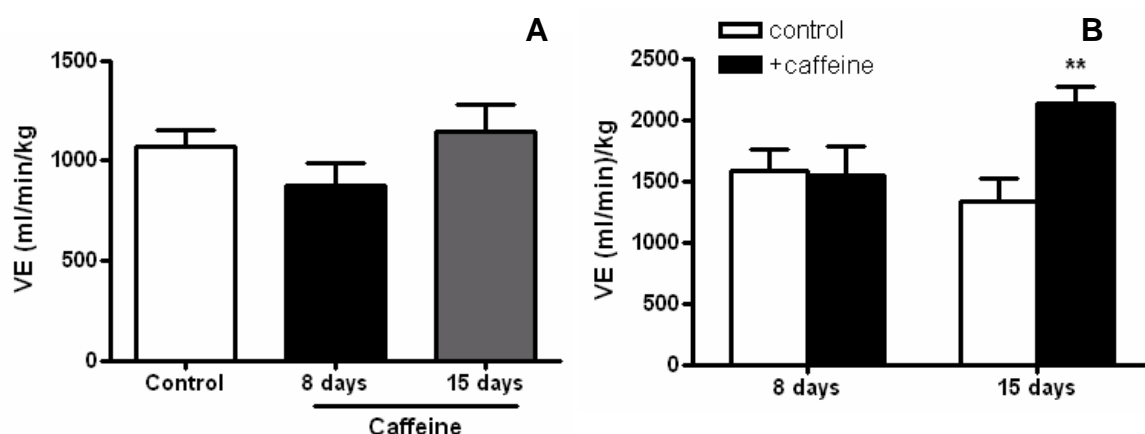 A
VE (ml/min/kg
1500
1000
500
0
Control
8 days
15 days
Caffeine
B
control
+caffeine
VE (ml/min)/kg
2500
2000
1500
1000
500
0
**
8 days
15 days